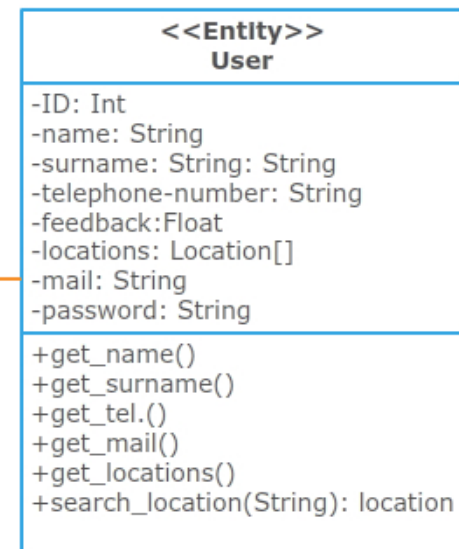 <<Entity>>
User
-ID: Int
-name: String
-surname: String: String
-telephone-number: String
-feedback:Float
-locations: Location[]
-mail: String
-password: String
+get_name()
+get_surname()
+get_tel.()
+get_mail()
+get_locations()
+search_location(String): location